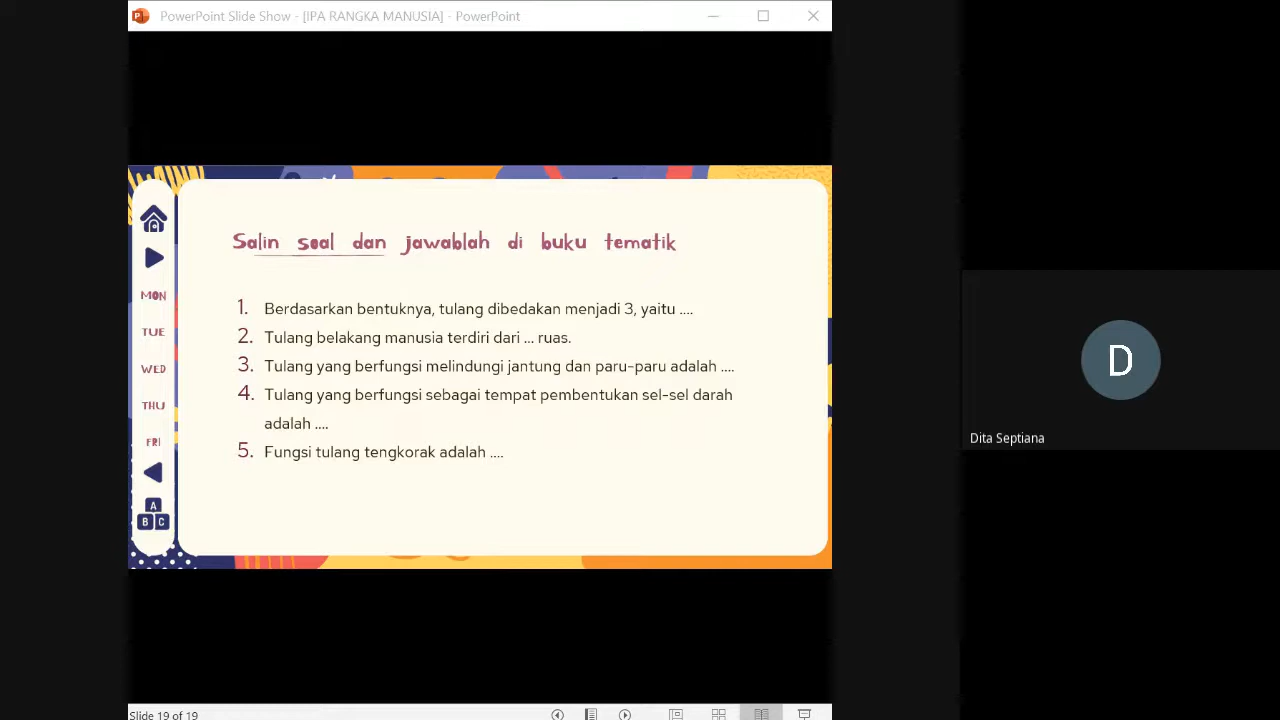 PowerPoint Slide Show - [IPA RANGKA MANUSIA] - PowerPoint
Salin soal dan jawablah di buku tematik
MON
TUE
WED
THU
FRI
A
B C
1. Berdasarkan bentuknya, tulang dibedakan menjadi 3, yaitu ....
2. Tulang belakang manusia terdiri dari ... ruas.
3. Tulang yang berfungsi melindungi jantung dan paru-paru adalah ....
4. Tulang yang berfungsi sebagai tempat pembentukan sel-sel darah
adalah ....
5. Fungsi tulang tengkorak adalah ....
D
Dita Septiana
Slide 19 of 19